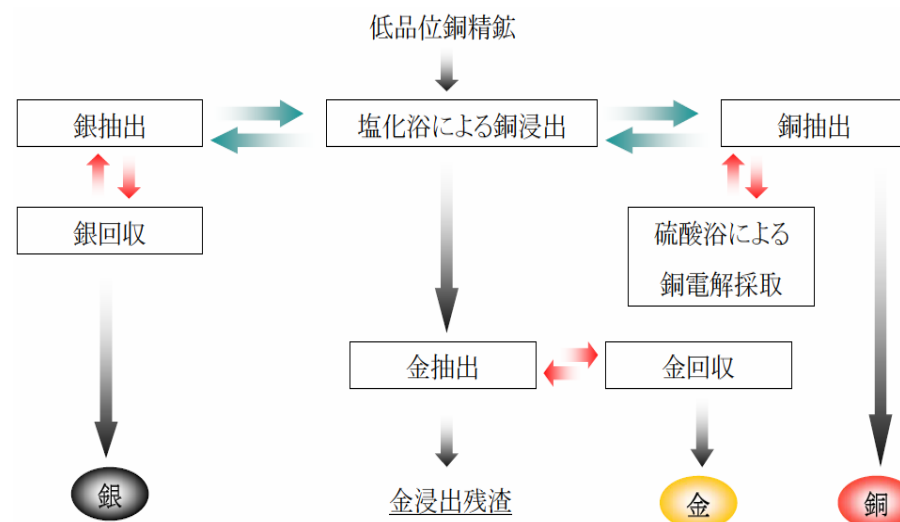 低品位銅精鉱
銀抽出
塩化浴による銅浸出
銅抽出
銀回収
硫酸浴による
銅電解採取
金抽出
金回収
銀
金浸出残渣
金
銅